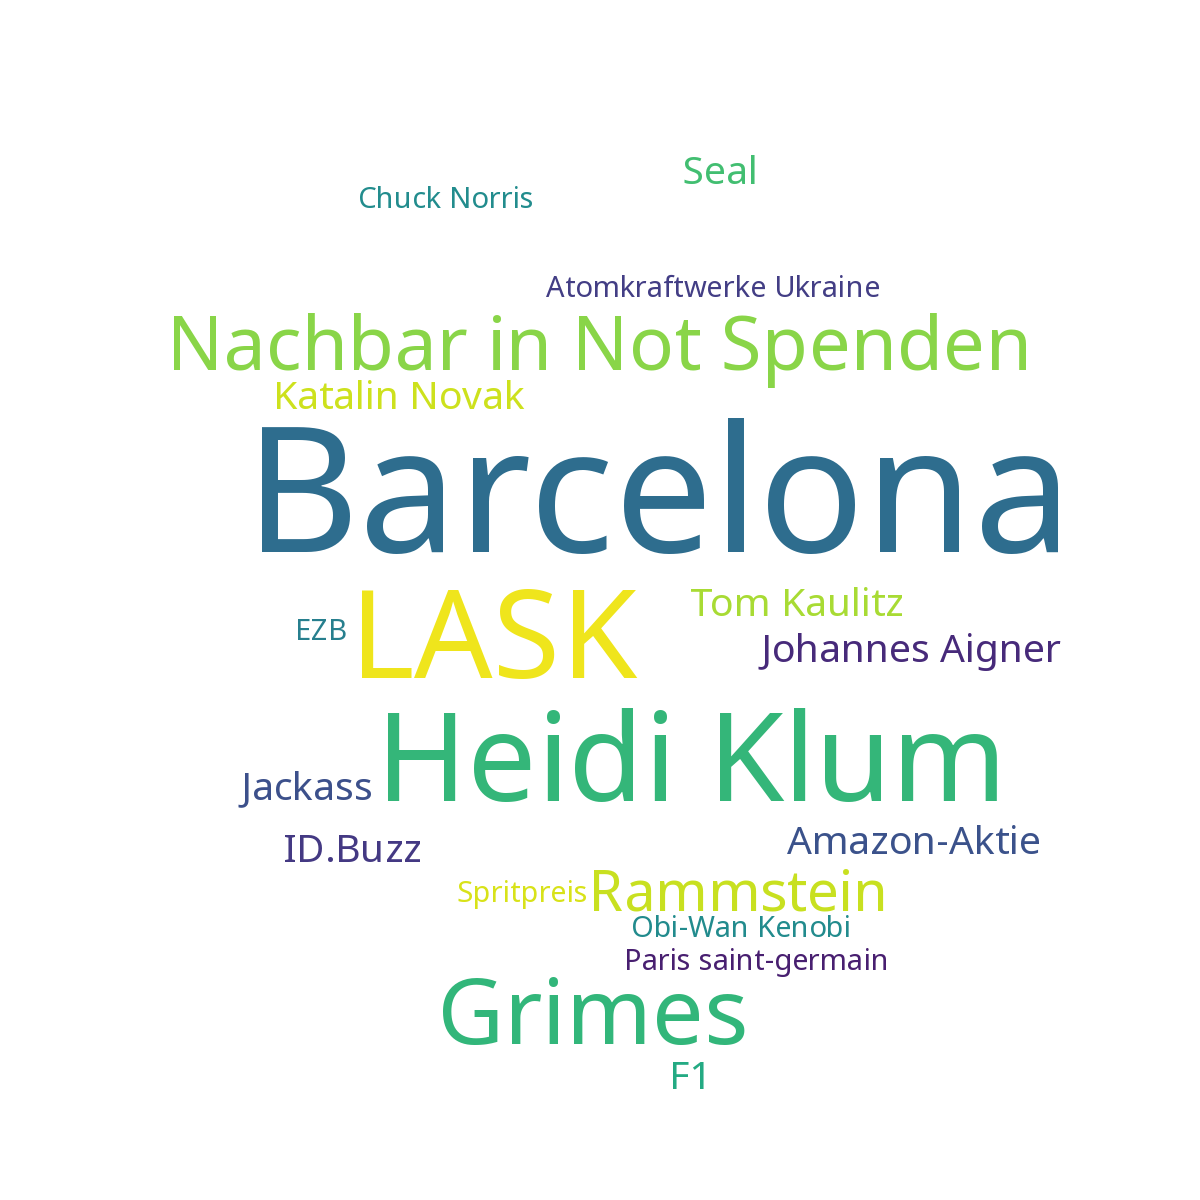 Seal
Chuck Norris
Atomkraftwerke Ukraine
Nachbar in Not Spenden
Katalin Novak
Barcelona
LASK
Tom Kaulitz
EZB
Johannes Aigner
Heidi Klum
Jackass
Amazon-Aktie
ID.Buzz
Rammstein
Spritpreis
Obi-Wan Kenobi
Paris saint-germain
Grimes
F1